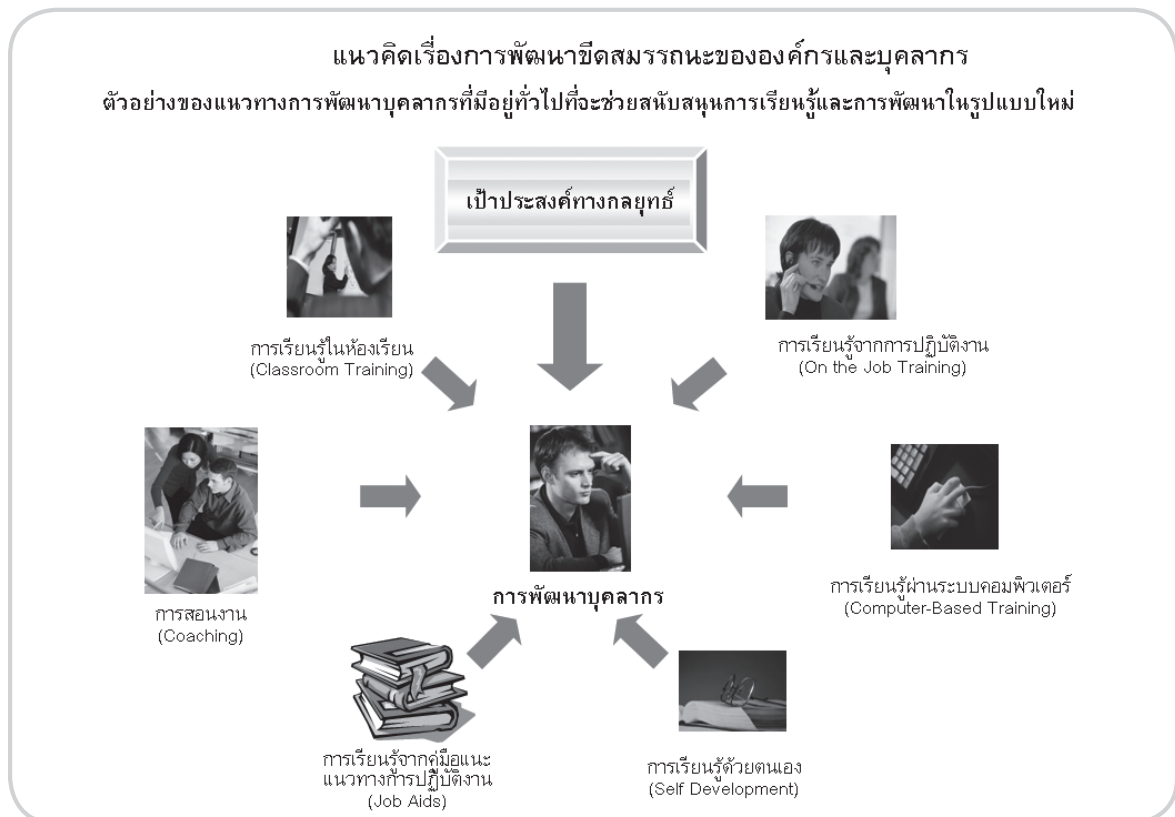 แนวคิดเรื่องการพัฒนาขีดสมรรถนะขององค์กรและบุคลากร
ตัวอย่างของแนวทางการพัฒนาบุคลากรที่มีอยู่ทั่วไปที่จะช่วยสนับสนุนการเรียนรู้และการพัฒนาในรูปแบบใหม่
เป้าประสงค์ทางกลยุทธ์
การเรียนรู้ในห้องเรียน
(Classroom Training)
การเรียนรู้จากการปฏิบัติงาน
(On the Job Training)
การสอนงาน
(Coaching)
การพัฒนาบุคลากร
การเรียนรู้ผ่านระบบคอมพิวเตอร์
(Computer-Based Training)
การเรียนรู้จากคู่มือแนะ
แนวทางการปฏิบัติงาน
(Job Aids)
การเรียนรู้ด้วยตนเอง
(Self Development)